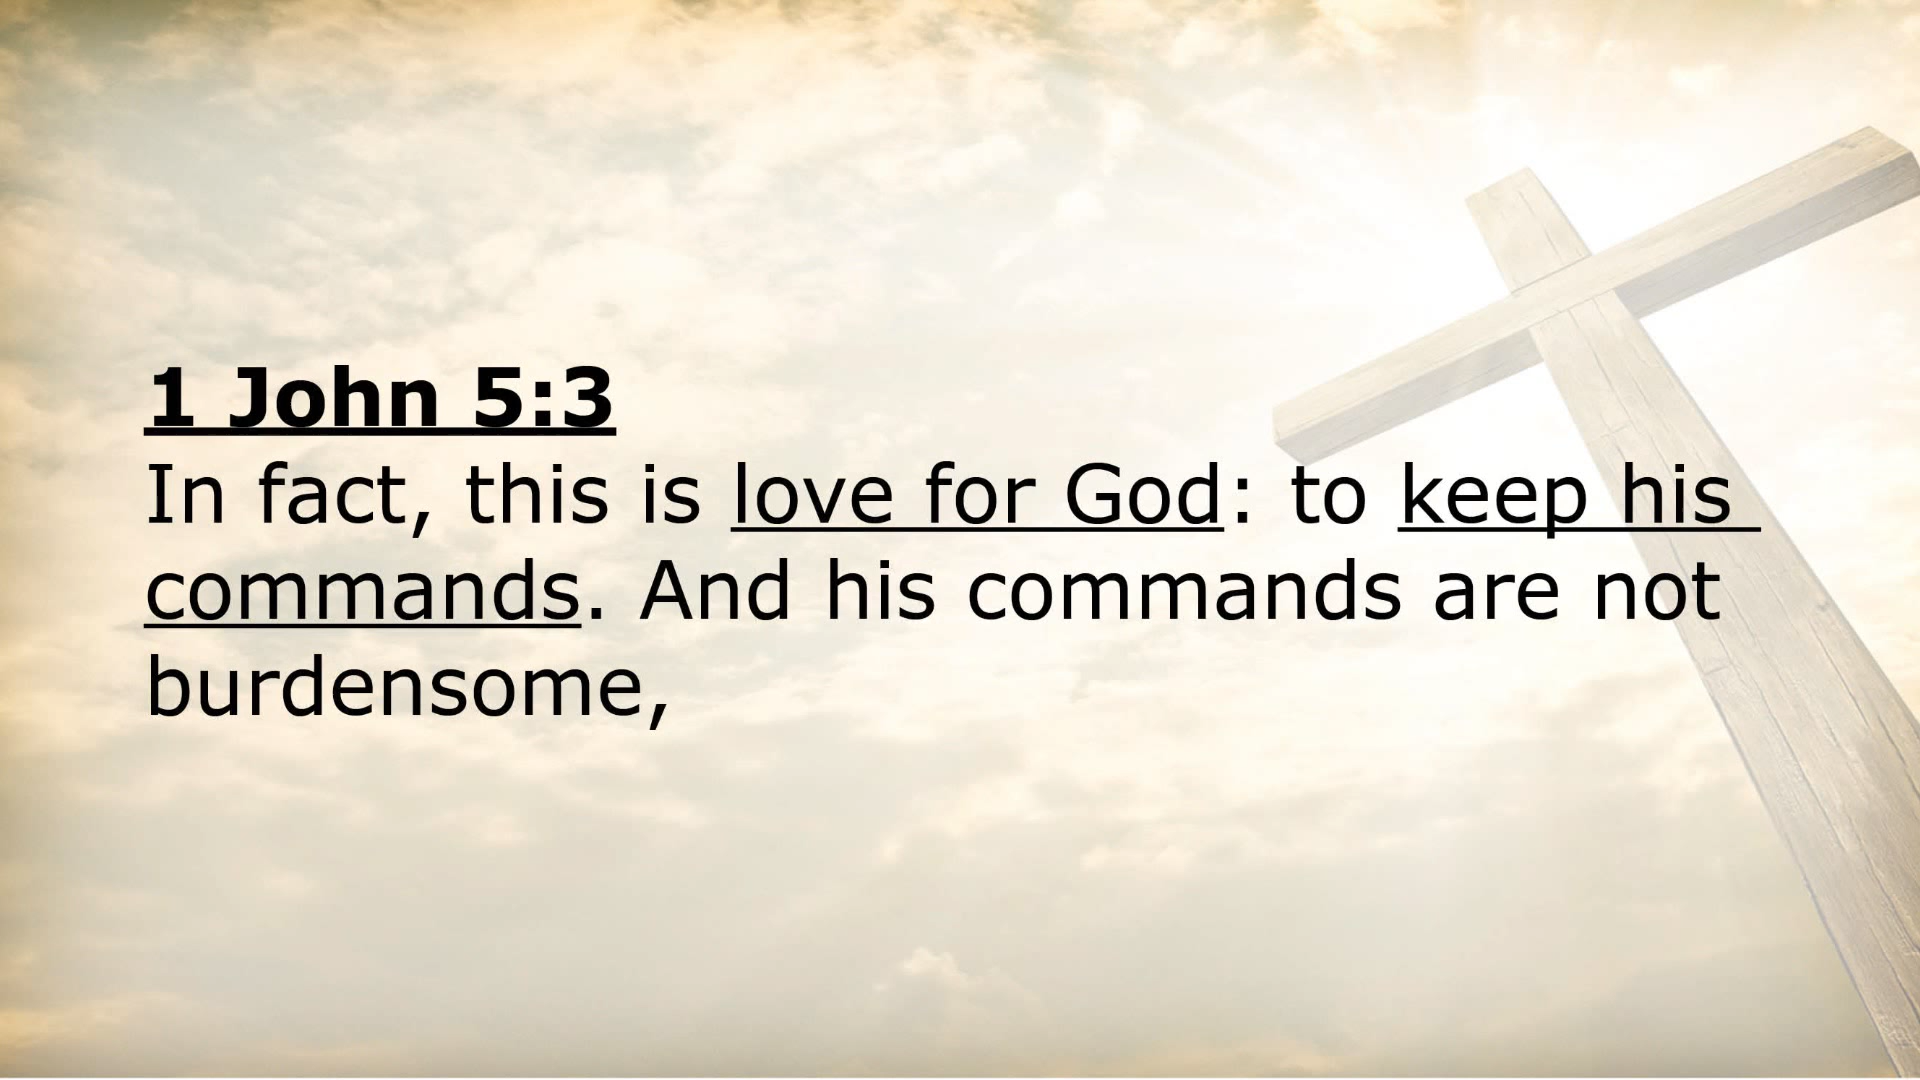 1 John 5:3
In fact, this is love for God: to keep his
commands. And his commands are not
burdensome,